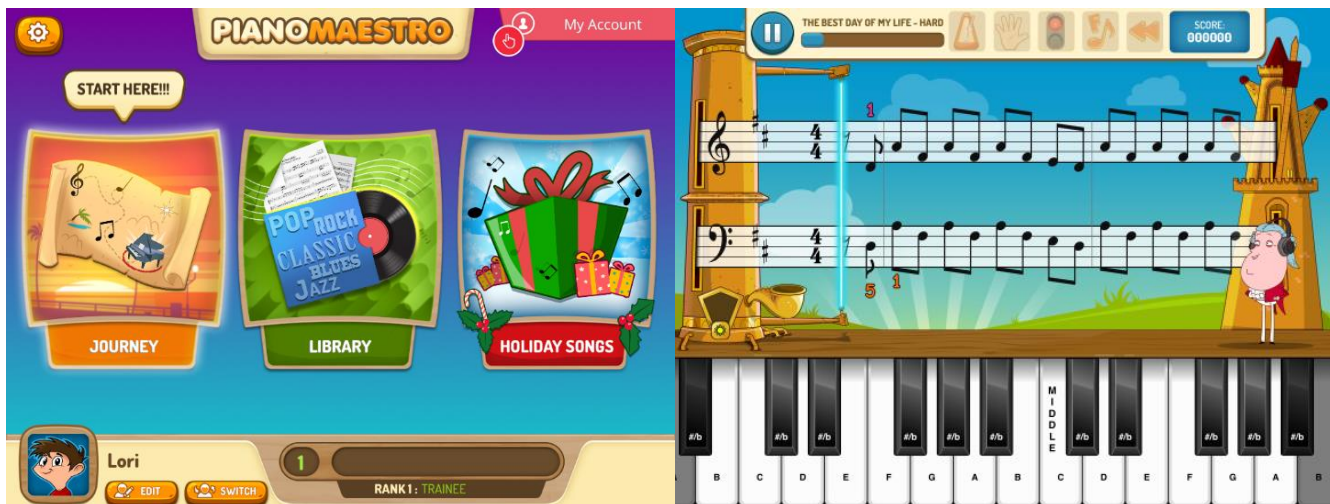 PIANOMAESTRO
My Account
START HERE!!!
POP ROCK
CLASSIC
BLUES
JAZZ
JOURNEY
LIBRARY
HOLIDAY SONGS
Lori
EDIT
SWITCH
1
RANK 1 : TRAINEE
THE BEST DAY OF MY LIFE - HARD
SCORE:
000000
1
4
4
4
4
5 1
#/b #/b #/b #/b #/b #/b #/b #/b #/b #/b #/b
MIDDLE
B C D E F G A B C D E F G A B